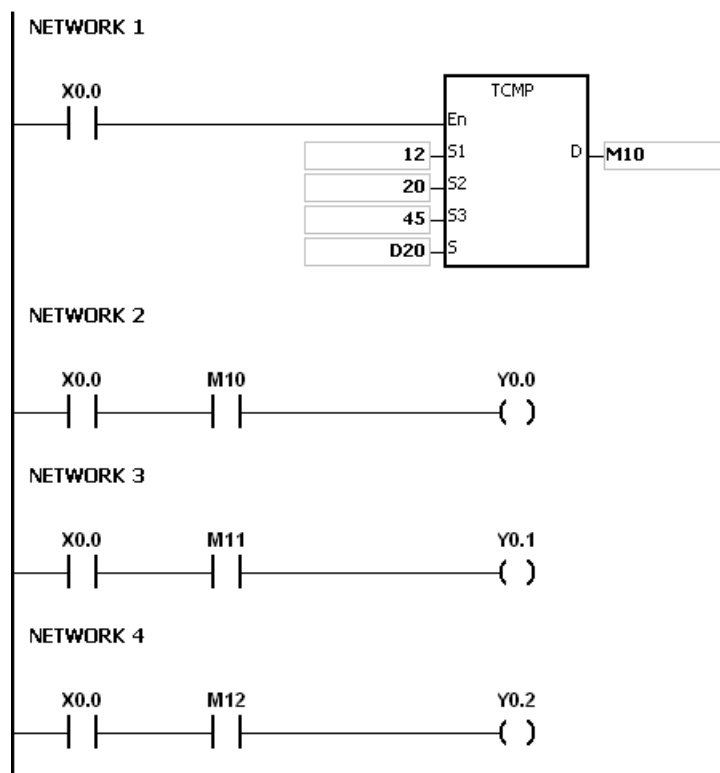 NETWORK 1
X0.0
TCMP
En
12 S1 D M10
20 S2
45 S3
D20 S
NETWORK 2
X0.0 M10 Y0.0
NETWORK 3
X0.0 M11 Y0.1
NETWORK 4
X0.0 M12 Y0.2